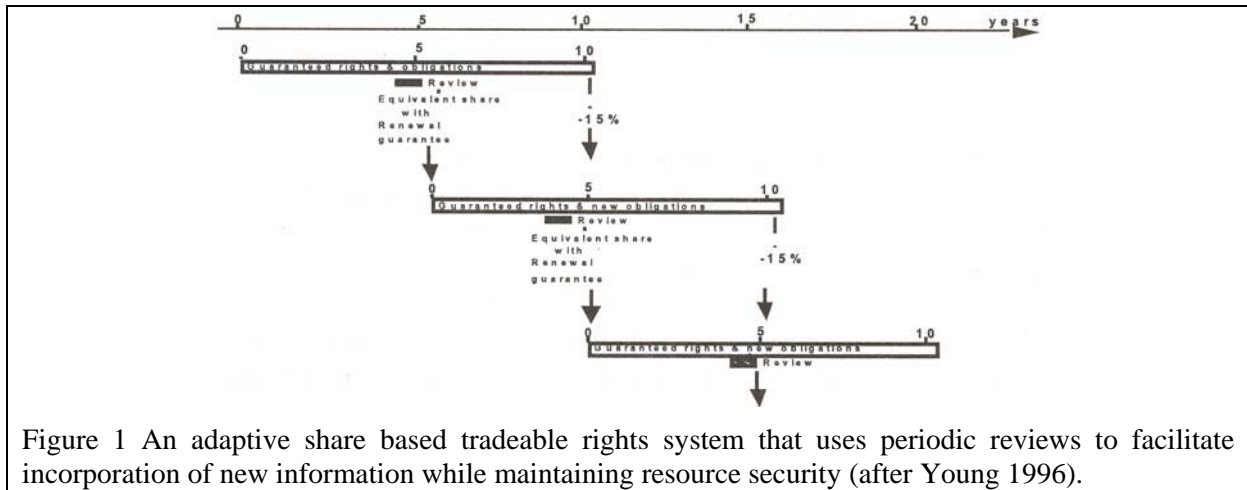 0 5 10 15 20 years
0 5 10
Guaranteed rights & obligations
Review
Equivalent share
with
Renewal
guarantee
-15%
0 5 10
Guaranteed rights & new obligations
Review
Equivalent share
with
Renewal
guarantee
-15%
0 5 10
Guaranteed rights & new obligations
Review
Figure 1 An adaptive share based tradeable rights system that uses periodic reviews to facilitate
incorporation of new information while maintaining resource security (after Young 1996).